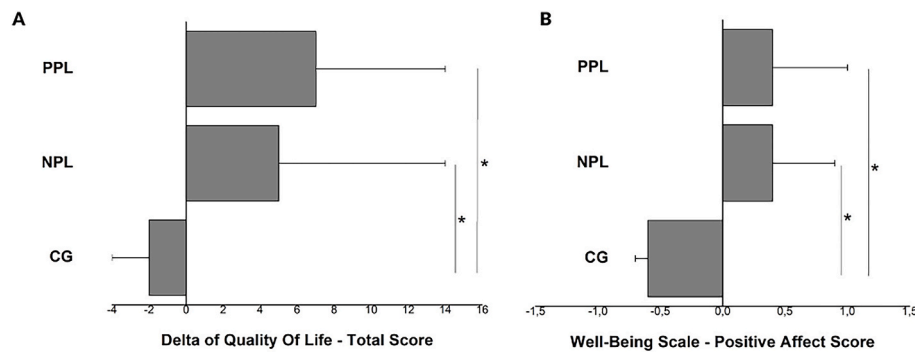 A
PPL
NPL
CG
*
*
-4 -2 0 2 4 6 8 10 12 14 16
Delta of Quality Of Life - Total Score
B
PPL
NPL
CG
*
*
-1,5 -1,0 -0,5 0,0 0,5 1,0 1,5
Well-Being Scale - Positive Affect Score